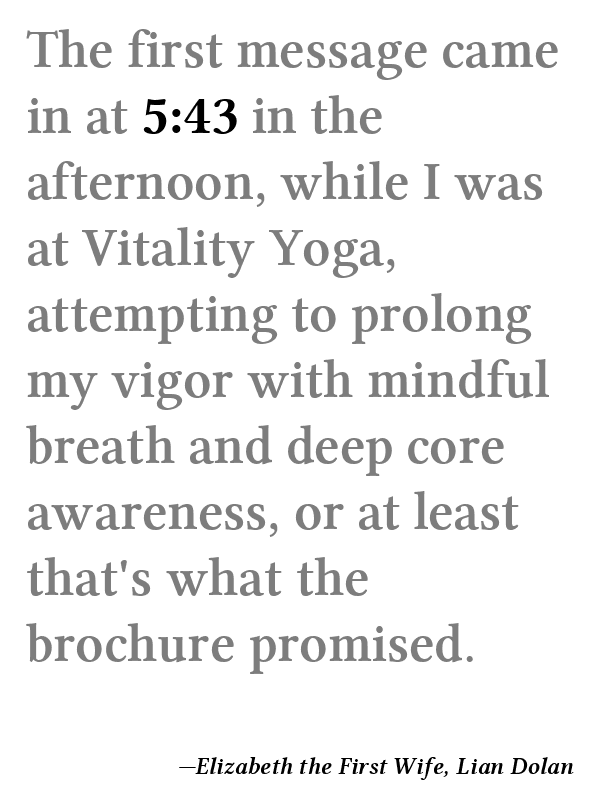 The first message came
in at 5:43 in the
afternoon, while I was
at Vitality Yoga,
attempting to prolong
my vigor with mindful
breath and deep core
awareness, or at least
that's what the
brochure promised.
—Elizabeth the First Wife, Lian Dolan